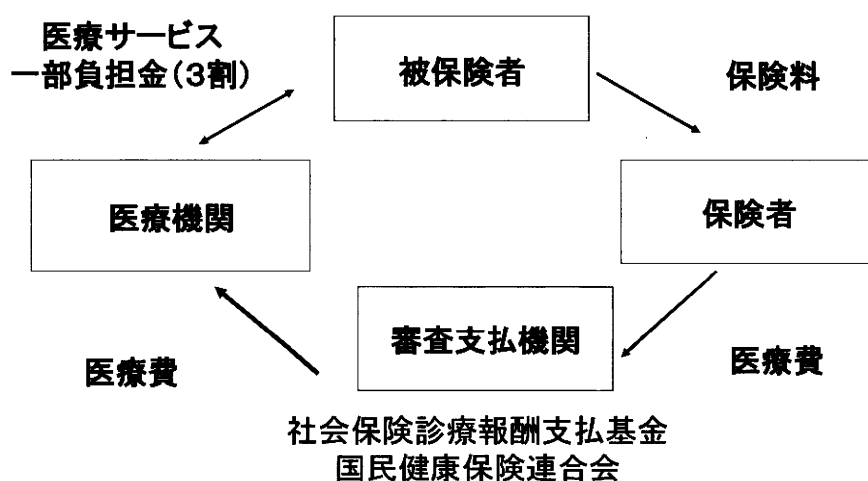 医療サービス
一部負担金(3割)
被保険者
保険料
医療機関
保険者
審査支払機関
医療費
医療費
社会保険診療報酬支払基金
国民健康保険連合会